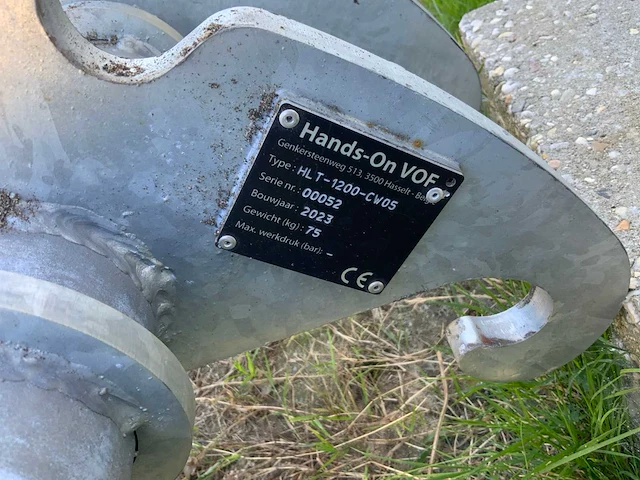 Hands-On VOF
Genkersteenweg 513, 3500 Hasselt -
Type : HLT-1200-CW05
Serie nr. : 00052
Bouwjaar : 2023
Gewicht (kg) : 75
Max. werkdruk (bar): -
CE